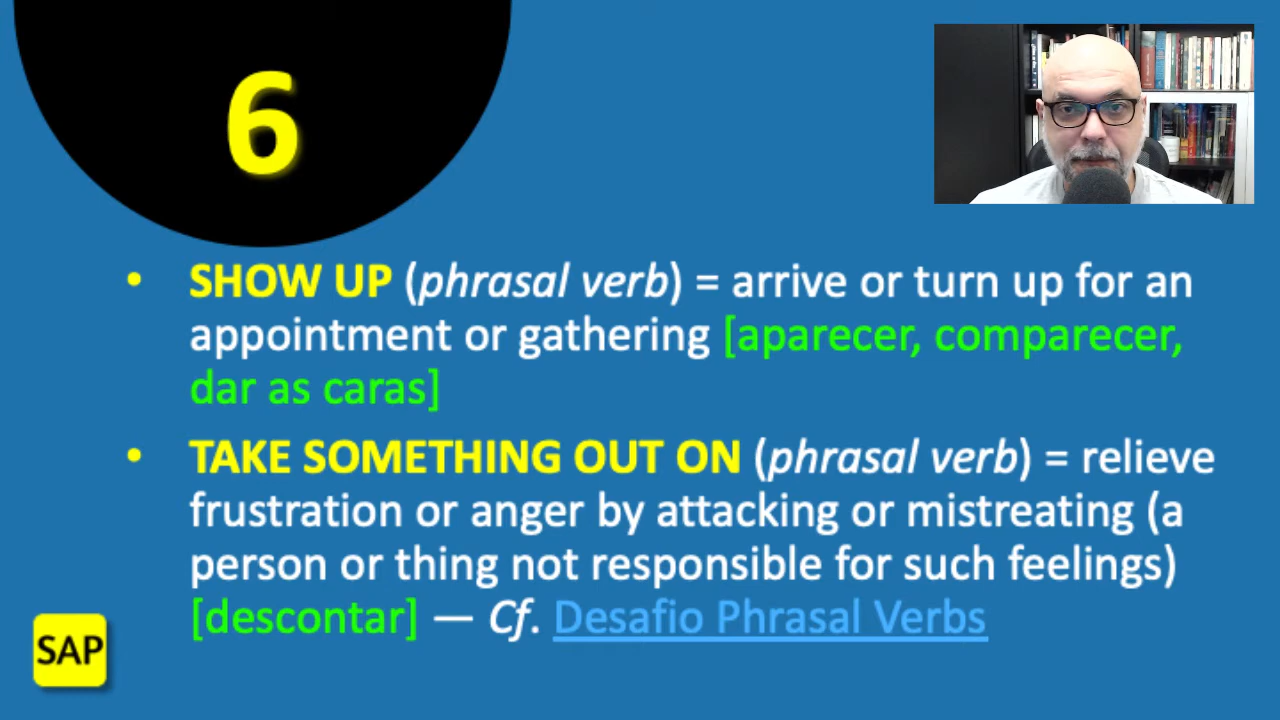 6
• SHOW UP (phrasal verb) = arrive or turn up for an
appointment or gathering [aparecer, comparecer,
dar as caras]
• TAKE SOMETHING OUT ON (phrasal verb) = relieve
frustration or anger by attacking or mistreating (a
person or thing not responsible for such feelings)
[descontar] — Cf. Desafio Phrasal Verbs
SAP